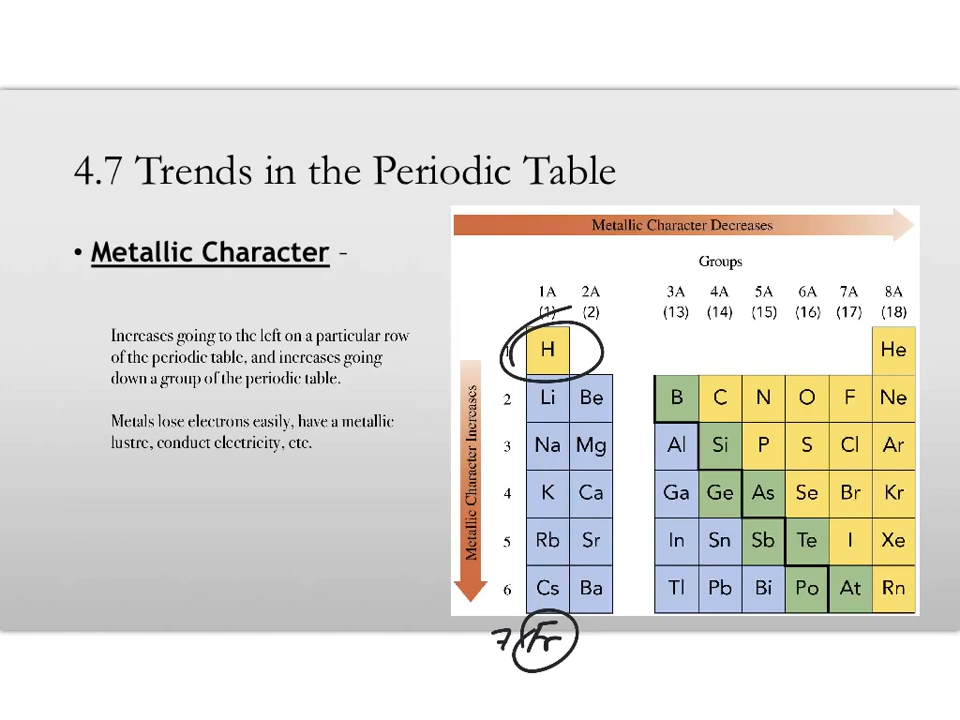 4.7 Trends in the Periodic Table
• Metallic Character –
Increases going to the left on a particular row
of the periodic table, and increases going
down a group of the periodic table.
Metals lose electrons easily, have a metallic
lustre, conduct electricity, etc.
Metallic Character Decreases
Groups
1A 2A 3A 4A 5A 6A 7A 8A
(1) (2) (13) (14) (15) (16) (17) (18)
Metallic Character Increases
1 H He
2 Li Be B C N O F Ne
3 Na Mg Al Si P S Cl Ar
4 K Ca Ga Ge As Se Br Kr
5 Rb Sr In Sn Sb Te I Xe
6 Cs Ba Tl Pb Bi Po At Rn
7 Fr